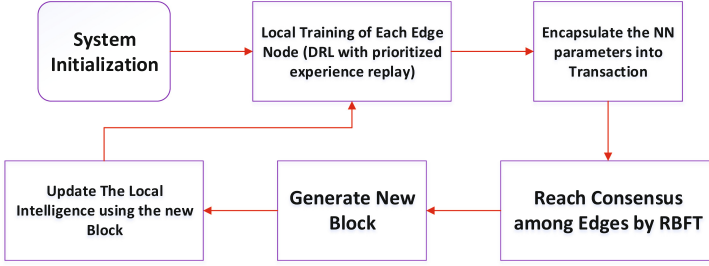 System
Initialization
Local Training of Each Edge
Node (DRL with prioritized
experience replay)
Encapsulate the NN
parameters into
Transaction
Reach Consensus
among Edges by RBFT
Generate New
Block
Update The Local
Intelligence using the new
Block